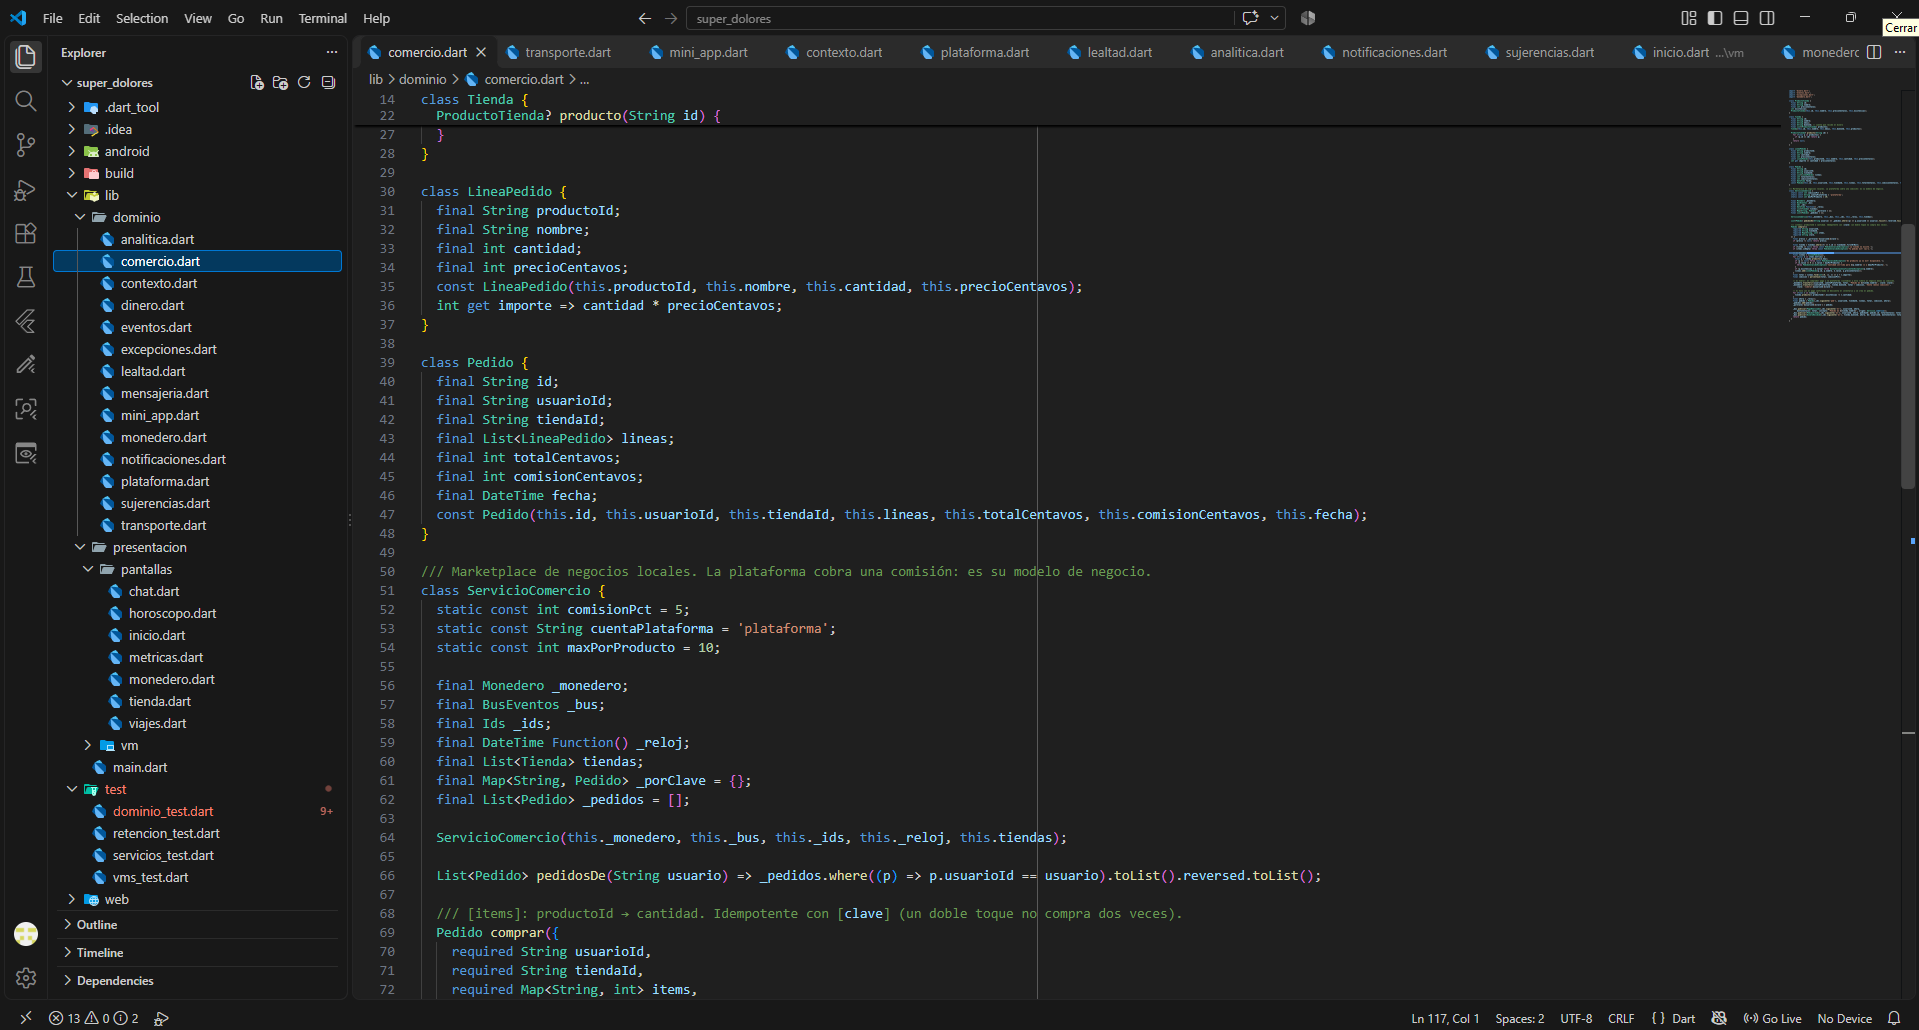 File Edit Selection View Go Run Terminal Help
super_dolores
Cerrar
Explorer
super_dolores
.dart_tool
.idea
android
build
lib
dominio
analitica.dart
comercio.dart
contexto.dart
dinero.dart
eventos.dart
excepciones.dart
lealtad.dart
mensajeria.dart
mini_app.dart
monedero.dart
notificaciones.dart
plataforma.dart
sujerencias.dart
transporte.dart
presentacion
pantallas
chat.dart
horoscopo.dart
inicio.dart
metricas.dart
monedero.dart
tienda.dart
viajes.dart
vm
main.dart
test
dominio_test.dart 9+
retencion_test.dart
servicios_test.dart
vms_test.dart
web
Outline
Timeline
Dependencies
comercio.dart transporte.dart mini_app.dart contexto.dart plataforma.dart lealtad.dart analitica.dart notificaciones.dart sujerencias.dart inicio.dart ...\vm monederc
lib > dominio > comercio.dart > ...
14 class Tienda {
22 ProductoTienda? producto(String id) {
27 }
28 }
29
30 class LineaPedido {
31 final String productoId;
32 final String nombre;
33 final int cantidad;
34 final int precioCentavos;
35 const LineaPedido(this.productoId, this.nombre, this.cantidad, this.precioCentavos);
36 int get importe => cantidad * precioCentavos;
37 }
38
39 class Pedido {
40 final String id;
41 final String usuarioId;
42 final String tiendaId;
43 final List<LineaPedido> lineas;
44 final int totalCentavos;
45 final int comisionCentavos;
46 final DateTime fecha;
47 const Pedido(this.id, this.usuarioId, this.tiendaId, this.lineas, this.totalCentavos, this.comisionCentavos, this.fecha);
48 }
49
50 /// Marketplace de negocios locales. La plataforma cobra una comisión: es su modelo de negocio.
51 class ServicioComercio {
52 static const int comisionPct = 5;
53 static const String cuentaPlataforma = 'plataforma';
54 static const int maxPorProducto = 10;
55
56 final Monedero _monedero;
57 final BusEventos _bus;
58 final Ids _ids;
59 final DateTime Function() _reloj;
60 final List<Tienda> tiendas;
61 final Map<String, Pedido> _porClave = {};
62 final List<Pedido> _pedidos = [];
63
64 ServicioComercio(this._monedero, this._bus, this._ids, this._reloj, this.tiendas);
65
66 List<Pedido> pedidosDe(String usuario) => _pedidos.where((p) => p.usuarioId == usuario).toList().reversed.toList();
67
68 /// [items]: productoId → cantidad. Idempotente con [clave] (un doble toque no compra dos veces).
69 Pedido comprar({
70 required String usuarioId,
71 required String tiendaId,
72 required Map<String, int> items,
13 0 2
Ln 117, Col 1 Spaces: 2 UTF-8 CRLF { } Dart Go Live No Device